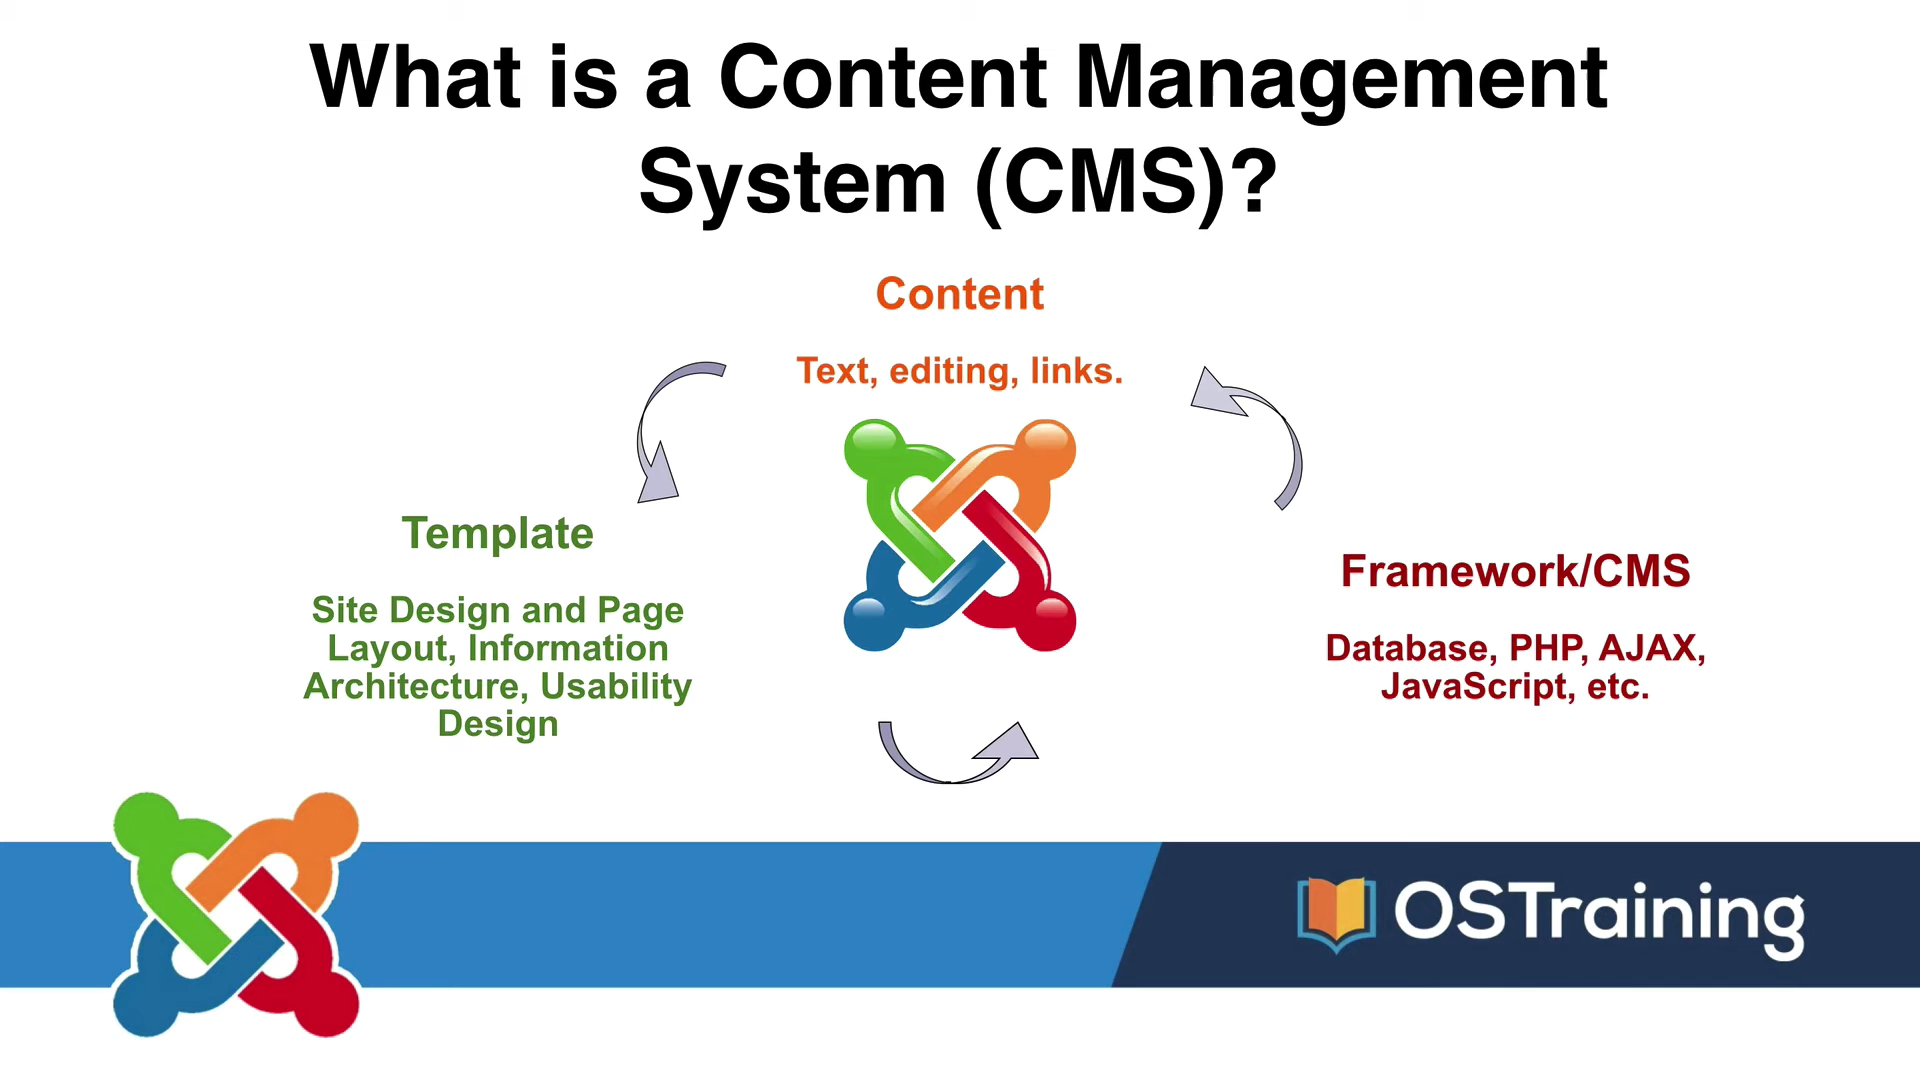 What is a Content Management
System (CMS)?
Content
Text, editing, links.
Template
Site Design and Page
Layout, Information
Architecture, Usability
Design
Framework/CMS
Database, PHP, AJAX,
JavaScript, etc.
OSTraining